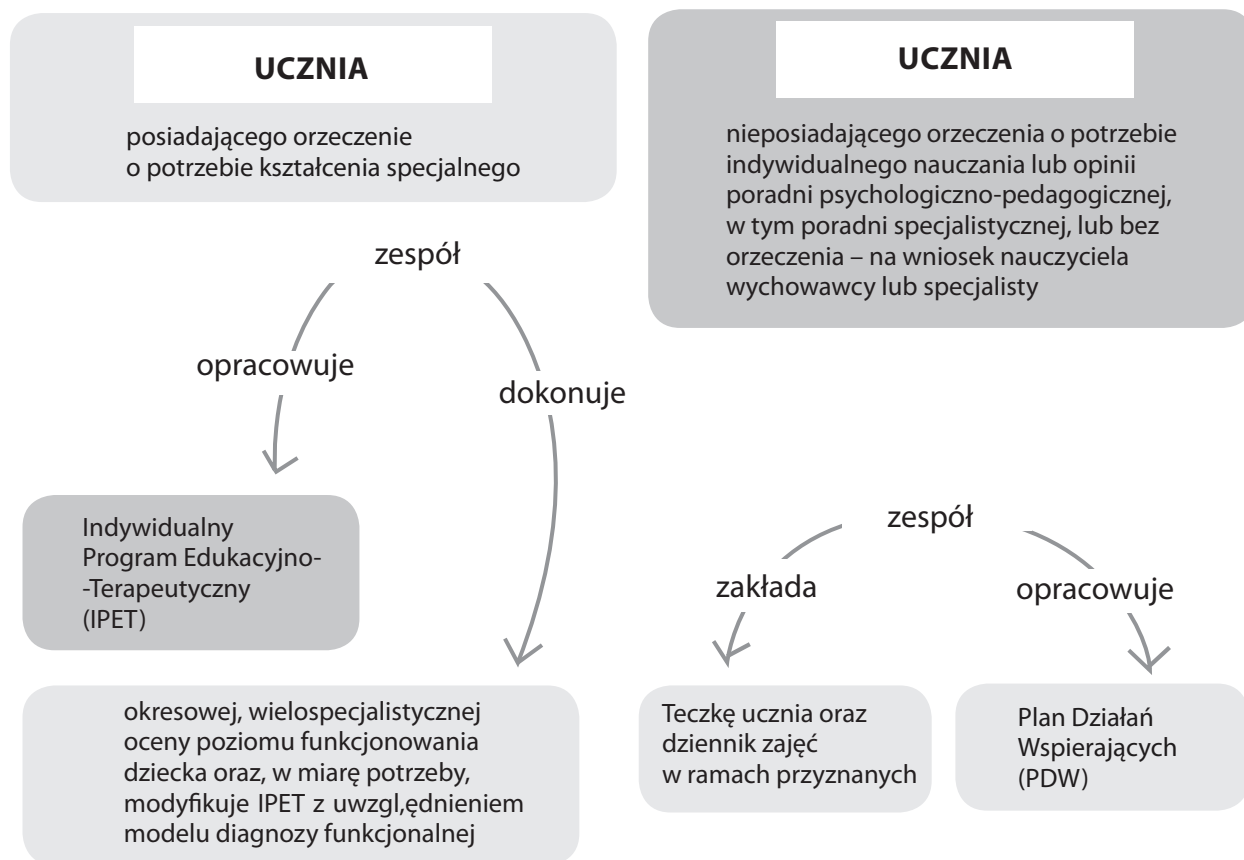 UCZNIA
posiadającego orzeczenie
o potrzebie kształcenia specjalnego
zespół
opracowuje
dokonuje
Indywidualny
Program Edukacyjno-
-Terapeutyczny
(IPET)
okresowej, wielospecjalistycznej
oceny poziomu funkcjonowania
dziecka oraz, w miarę potrzeby,
modyfikuje IPET z uwzgl,ędnieniem
modelu diagnozy funkcjonalnej
UCZNIA
nieposiadającego orzeczenia o potrzebie
indywidualnego nauczania lub opinii
poradni psychologiczno-pedagogicznej,
w tym poradni specjalistycznej, lub bez
orzeczenia – na wniosek nauczyciela
wychowawcy lub specjalisty
zespół
zakłada
opracowuje
Teczkę ucznia oraz
dziennik zajęć
w ramach przyznanych
Plan Działań
Wspierających
(PDW)